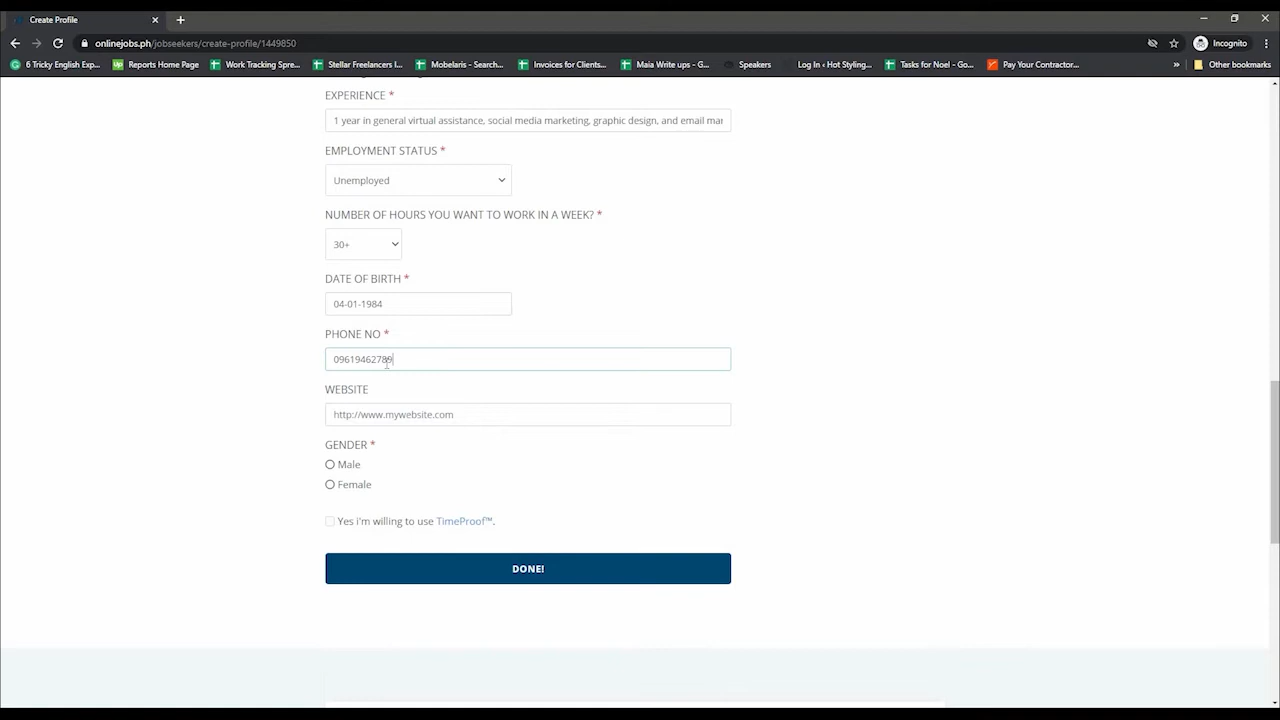 Create Profile
onlinejobs.ph/jobseekers/create-profile/1449850
Incognito
6 Tricky English Exp...
Reports Home Page
Work Tracking Spre...
Stellar Freelancers I...
Mobelaris - Search...
Invoices for Clients...
Maia Write ups - G...
Speakers
Log In ‹ Hot Styling...
Tasks for Noel - Go...
Pay Your Contractor...
»
Other bookmarks
EXPERIENCE *
1 year in general virtual assistance, social media marketing, graphic design, and email mar
EMPLOYMENT STATUS *
Unemployed
NUMBER OF HOURS YOU WANT TO WORK IN A WEEK? *
30+
DATE OF BIRTH *
04-01-1984
PHONE NO *
09619462789
WEBSITE
http://www.mywebsite.com
GENDER *
Male
Female
Yes i'm willing to use TimeProof™.
DONE!